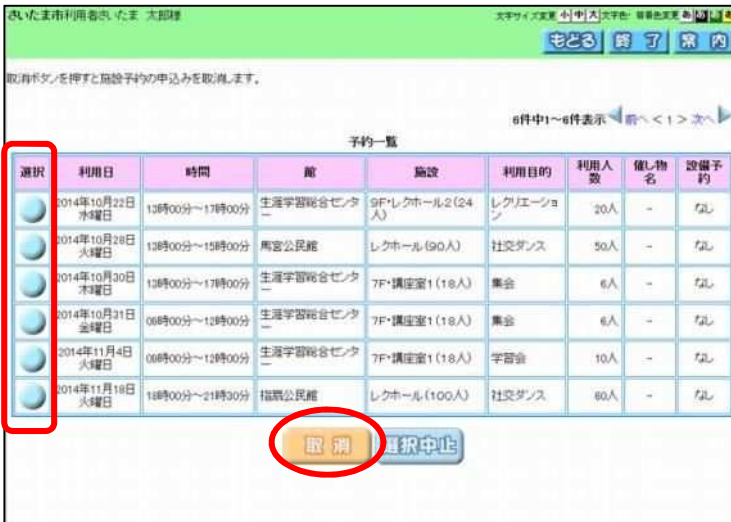 さいたま市利用者さいたま 太郎様
文字サイズ変更 小 中 大 文字色・背景色変更 あ あ あ あ
もどる 終了 案内
取消ボタンを押すと施設予約の申込みを取消します。
6件中1～6件表示 前へ < 1 > 次へ
予約一覧
選択 利用日 時間 館 施設 利用目的 利用人数 催し物名 設備予約
2014年10月22日 水曜日 13時00分～17時00分 生涯学習総合センター 9F・レクホール2(24人) レクリエーション 20人 - なし
2014年10月28日 火曜日 13時00分～15時00分 馬宮公民館 レクホール(90人) 社交ダンス 50人 - なし
2014年10月30日 木曜日 13時00分～17時00分 生涯学習総合センター 7F・講座室1(18人) 集会 6人 - なし
2014年10月31日 金曜日 09時00分～12時00分 生涯学習総合センター 7F・講座室1(18人) 集会 6人 - なし
2014年11月4日 火曜日 09時00分～12時00分 生涯学習総合センター 7F・講座室1(18人) 学習会 10人 - なし
2014年11月18日 火曜日 18時00分～21時30分 指扇公民館 レクホール(100人) 社交ダンス 60人 - なし
取消 選択中止